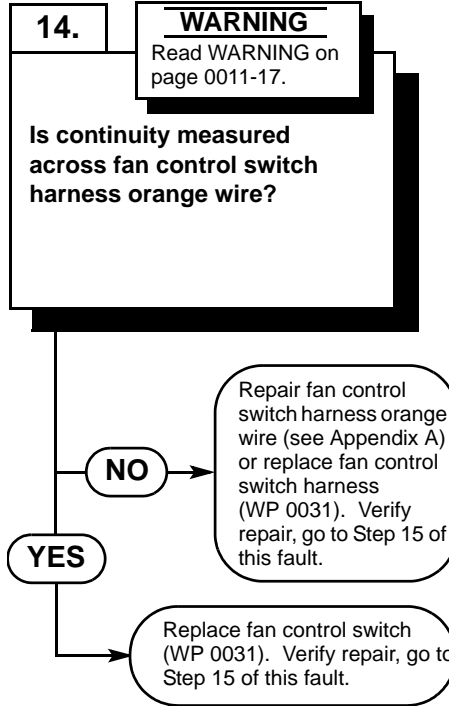 14.
WARNING
Read WARNING on
page 0011-17.
Is continuity measured
across fan control switch
harness orange wire?
NO
Repair fan control
switch harness orange
wire (see Appendix A)
or replace fan control
switch harness
(WP 0031). Verify
repair, go to Step 15 of
this fault.
YES
Replace fan control switch
(WP 0031). Verify repair, go to
Step 15 of this fault.